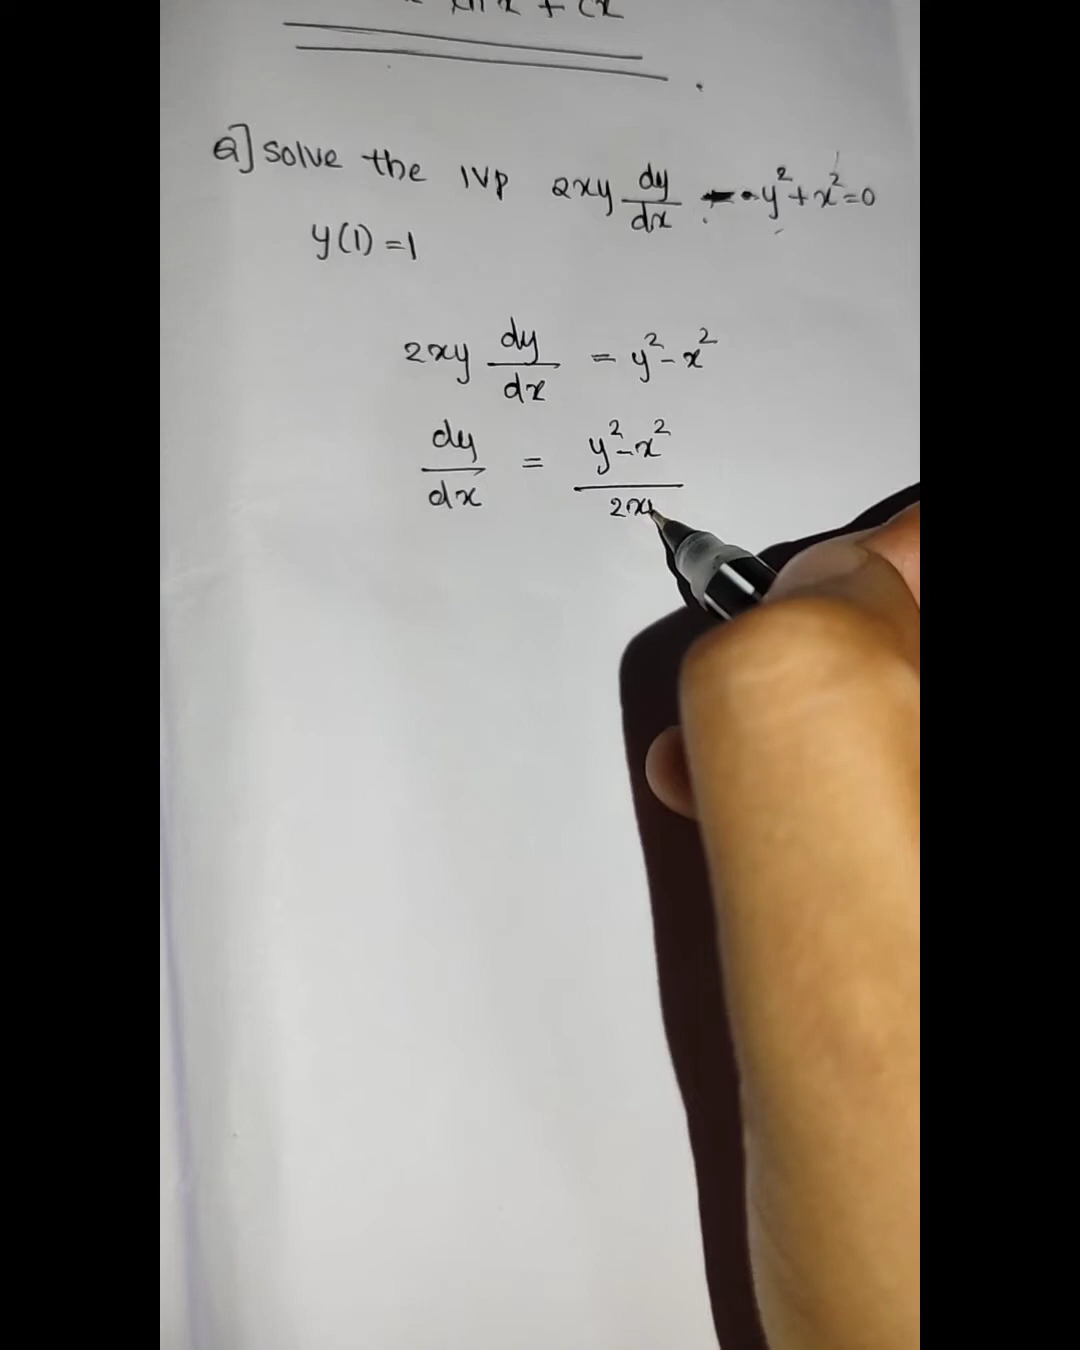 + cx
Q] Solve the IVP 2xy dy/dx - y² + x² = 0
y(1) = 1
2xy dy/dx = y² - x²
dy/dx = y² - x² / 2xy